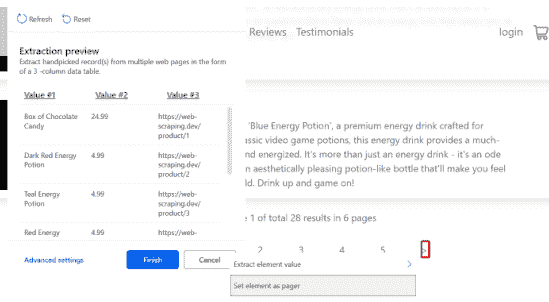 Refresh Reset
Reviews Testimonials login
Extraction preview
Extract handpicked record(s) from multiple web pages in the form
of a 3 -column data table.
Value #1 Value #2 Value #3
Box of Chocolate
Candy
24.99
https://web-
scraping.dev/
product/1
Dark Red Energy
Potion
4.99
https://web-
scraping.dev/
product/2
Teal Energy
Potion
4.99
https://web-
scraping.dev/
product/3
Red Energy
4.99
https://web-
Advanced settings Finish Cancel
'Blue Energy Potion', a premium energy drink crafted for
assic video game potions, this energy drink provides a much-
nd energized. It's more than just an energy drink - it's an ode
n aesthetically pleasing potion-like bottle that'll make you feel
ld. Drink up and game on!
e 1 of total 28 results in 6 pages
2 3 4 5 >
Extract element value >
Set element as pager